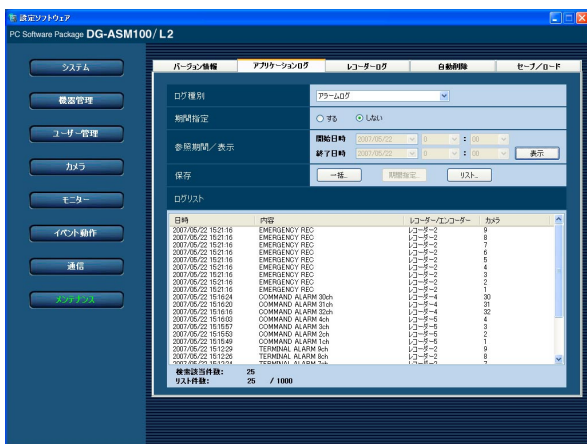 設定ソフトウェア
PC Software Package DG-ASM100/L2
システム
機器管理
ユーザー管理
カメラ
モニター
イベント動作
通信
メンテナンス
バージョン情報 アプリケーションログ レコーダーログ 自動削除 セーブ/ロード
ログ種別 アラームログ
期間指定 する しない
参照期間/表示 開始日時 2007/05/22 0 : 00
終了日時 2007/05/22 0 : 00 表示
保存 一括... 期間指定... リスト...
ログリスト
日時 内容 レコーダー/エンコーダー カメラ
2007/05/22 15:21:16 EMERGENCY REC レコーダー2 9
2007/05/22 15:21:16 EMERGENCY REC レコーダー2 8
2007/05/22 15:21:16 EMERGENCY REC レコーダー2 7
2007/05/22 15:21:16 EMERGENCY REC レコーダー2 6
2007/05/22 15:21:16 EMERGENCY REC レコーダー2 5
2007/05/22 15:21:16 EMERGENCY REC レコーダー2 4
2007/05/22 15:21:16 EMERGENCY REC レコーダー2 3
2007/05/22 15:21:16 EMERGENCY REC レコーダー2 2
2007/05/22 15:21:16 EMERGENCY REC レコーダー2 1
2007/05/22 15:16:24 COMMAND ALARM 30ch レコーダー4 30
2007/05/22 15:16:20 COMMAND ALARM 31ch レコーダー4 31
2007/05/22 15:16:16 COMMAND ALARM 32ch レコーダー4 32
2007/05/22 15:16:03 COMMAND ALARM 4ch レコーダー5 4
2007/05/22 15:15:57 COMMAND ALARM 3ch レコーダー5 3
2007/05/22 15:15:53 COMMAND ALARM 2ch レコーダー5 2
2007/05/22 15:15:49 COMMAND ALARM 1ch レコーダー5 1
2007/05/22 15:12:29 TERMINAL ALARM 9ch レコーダー2 9
2007/05/22 15:12:26 TERMINAL ALARM 8ch レコーダー2 8
検索該当件数: 25
リスト件数: 25 / 1000